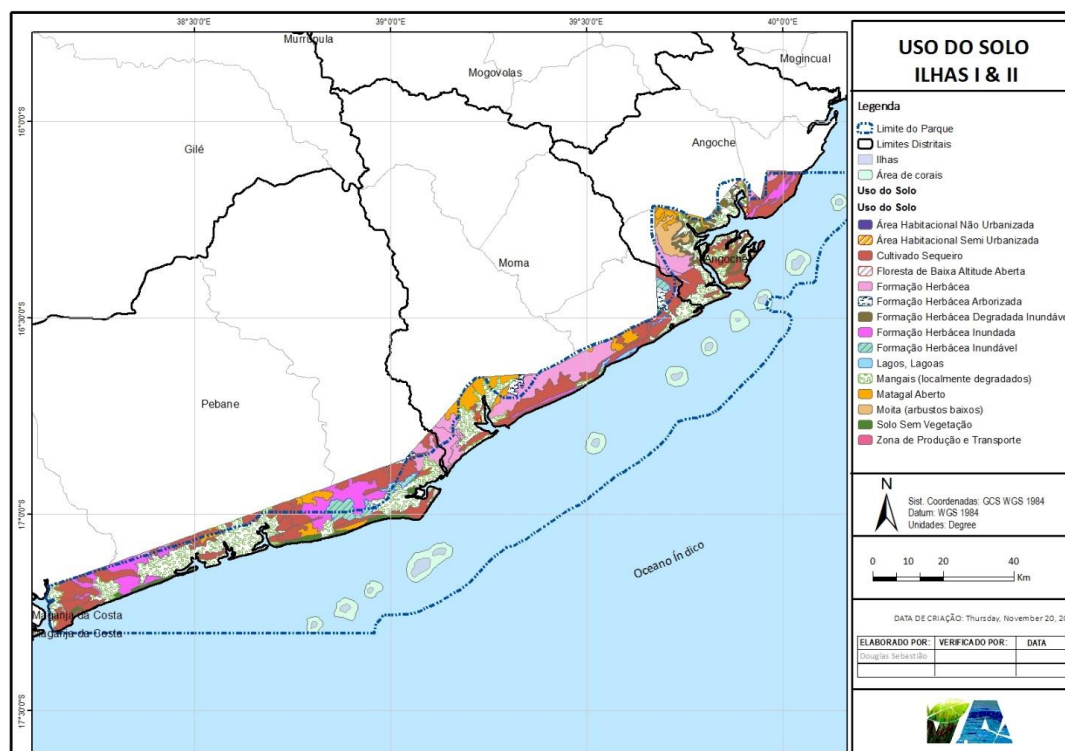 38°30'0"E
39°0'0"E
39°30'0"E
40°0'0"E
16°0'0"S
16°30'0"S
17°0'0"S
17°30'0"S
Murrupula
Mogovolas
Mogincual
Gilé
Angoche
Moma
Angoche
Pebane
Maganja da Costa
Maganja da Costa
Oceano Índico
USO DO SOLO
ILHAS I & II
Legenda
Limite do Parque
Limites Distritais
Ilhas
Área de corais
Uso do Solo
Uso do Solo
Área Habitacional Não Urbanizada
Área Habitacional Semi Urbanizada
Cultivado Sequeiro
Floresta de Baixa Altitude Aberta
Formação Herbácea
Formação Herbácea Arborizada
Formação Herbácea Degradada Inundáve
Formação Herbácea Inundada
Formação Herbácea Inundável
Lagos, Lagoas
Mangais (localmente degradados)
Matagal Aberto
Moita (arbustos baixos)
Solo Sem Vegetação
Zona de Produção e Transporte
N
Sist. Coordenadas: GCS WGS 1984
Datum: WGS 1984
Unidades: Degree
0 10 20 40
Km
DATA DE CRIAÇÃO: Thursday, November 20, 20
ELABORADO POR: VERIFICADO POR: DATA
Douglas Sebastião